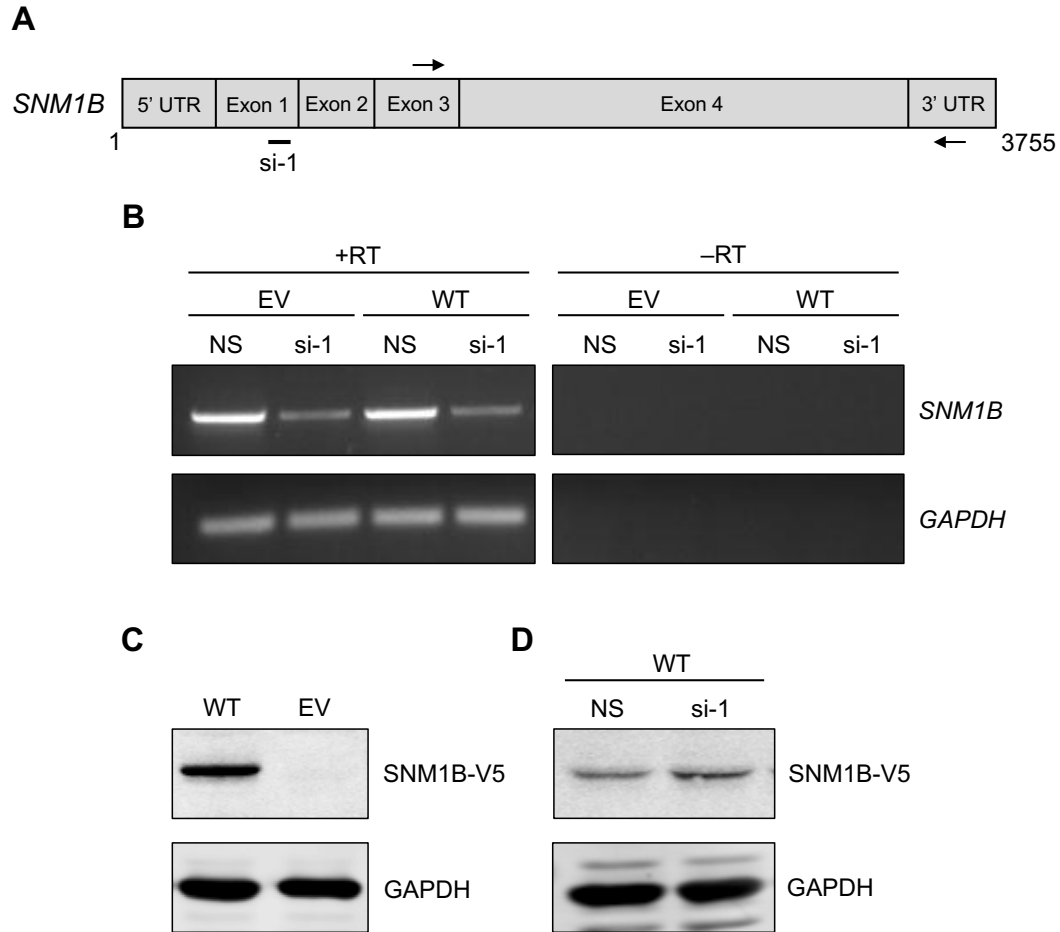 A
SNM1B 5' UTR Exon 1 Exon 2 Exon 3 Exon 4 3' UTR
1 3755
si-1
B
+RT –RT
EV WT EV WT
NS si-1 NS si-1 NS si-1 NS si-1
SNM1B
GAPDH
C D
WT
WT EV NS si-1
SNM1B-V5 SNM1B-V5
GAPDH GAPDH